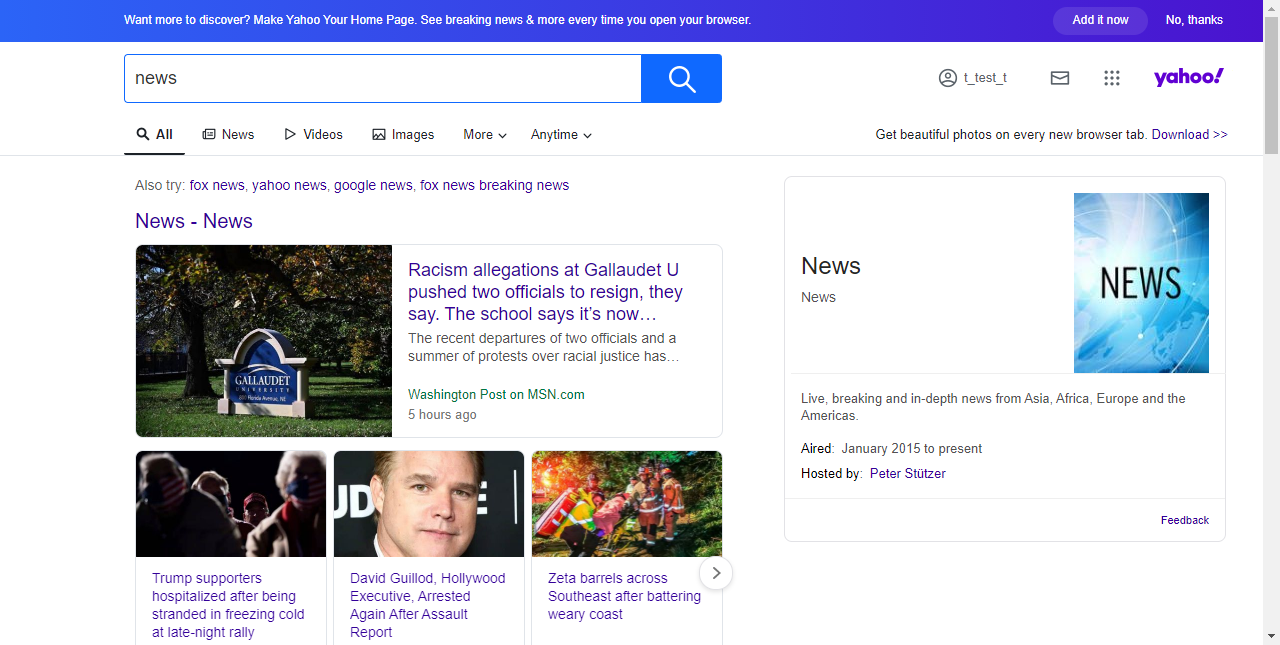 Want more to discover? Make Yahoo Your Home Page. See breaking news & more every time you open your browser.
Add it now
No, thanks
news
t_test_t
yahoo!
All
News
Videos
Images
More
Anytime
Get beautiful photos on every new browser tab. Download >>
Also try: fox news, yahoo news, google news, fox news breaking news
News - News
GALLAUDET
UNIVERSITY
800 Florida Avenue, NE
Racism allegations at Gallaudet U
pushed two officials to resign, they
say. The school says it's now…
The recent departures of two officials and a
summer of protests over racial justice has…
Washington Post on MSN.com
5 hours ago
Trump supporters
hospitalized after being
stranded in freezing cold
at late-night rally
David Guillod, Hollywood
Executive, Arrested
Again After Assault
Report
Zeta barrels across
Southeast after battering
weary coast
News
News
NEWS
Live, breaking and in-depth news from Asia, Africa, Europe and the
Americas.
Aired: January 2015 to present
Hosted by: Peter Stützer
Feedback